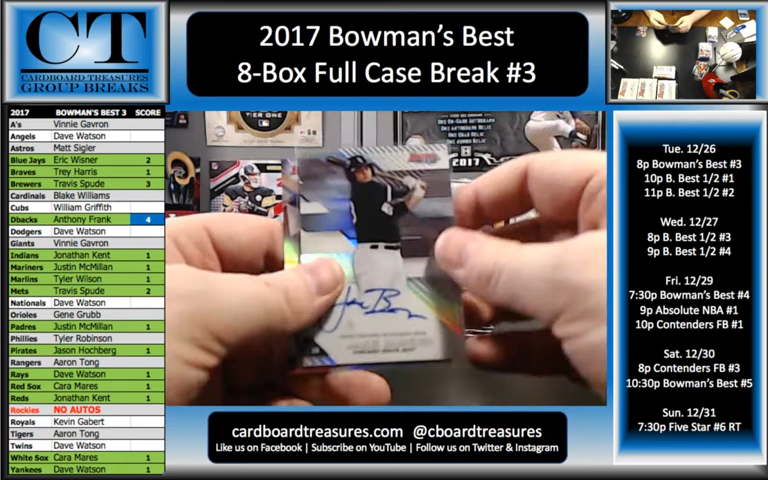 CT
CARDBOARD TREASURES
GROUP BREAKS
2017 Bowman's Best
8-Box Full Case Break #3
2017 BOWMAN'S BEST 3 SCORE
A's Vinnie Gavron
Angels Dave Watson
Astros Matt Sigler
Blue Jays Eric Wisner 2
Braves Trey Harris 1
Brewers Travis Spude 3
Cardinals Blake Williams
Cubs William Griffith
Dbacks Anthony Frank 4
Dodgers Dave Watson
Giants Vinnie Gavron
Indians Jonathan Kent 1
Mariners Justin McMillan 1
Marlins Tyler Wilson 1
Mets Travis Spude 2
Nationals Dave Watson
Orioles Gene Grubb
Padres Justin McMillan 1
Phillies Tyler Robinson
Pirates Jason Hochberg 1
Rangers Aaron Tong
Rays Dave Watson 1
Red Sox Cara Mares 1
Reds Jonathan Kent 1
Rockies NO AUTOS
Royals Kevin Gabert
Tigers Aaron Tong
Twins Dave Watson
White Sox Cara Mares 1
Yankees Dave Watson 1
TIER ONE
2017
Tue. 12/26
8p Bowman's Best #3
10p B. Best 1/2 #1
11p B. Best 1/2 #2
Wed. 12/27
8p B. Best 1/2 #3
9p B. Best 1/2 #4
Fri. 12/29
7:30p Bowman's Best #4
9p Absolute NBA #1
10p Contenders FB #1
Sat. 12/30
8p Contenders FB #3
10:30p Bowman's Best #5
Sun. 12/31
7:30p Five Star #6 RT
cardboardtreasures.com @cboardtreasures
Like us on Facebook | Subscribe on YouTube | Follow us on Twitter & Instagram